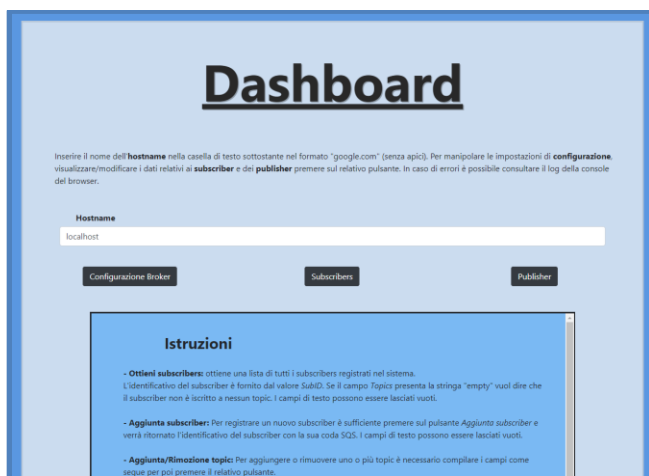 Dashboard
Inserire il nome dell'hostname nella casella di testo sottostante nel formato "google.com" (senza apici). Per manipolare le impostazioni di configurazione,
visualizzare/modificare i dati relativi ai subscriber e dei publisher premere sul relativo pulsante. In caso di errori è possibile consultare il log della console
del browser.
Hostname
localhost
Configurazione Broker Subscribers Publisher
Istruzioni
- Ottieni subscribers: ottiene una lista di tutti i subscribers registrati nel sistema.
L'identificativo del subscriber è fornito dal valore SubID. Se il campo Topics presenta la stringa "empty" vuol dire che
il subscriber non è iscritto a nessun topic. I campi di testo possono essere lasciati vuoti.
- Aggiunta subscriber: Per registrare un nuovo subscriber è sufficiente premere sul pulsante Aggiunta subscriber e
verrà ritornato l'identificativo del subscriber con la sua coda SQS. I campi di testo possono essere lasciati vuoti.
- Aggiunta/Rimozione topic: Per aggiungere o rimuovere uno o più topic è necessario compilare i campi come
segue per poi premere il relativo pulsante.